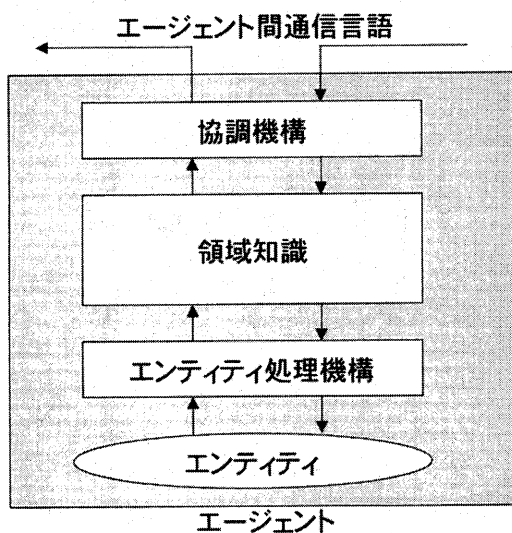 エージェント間通信言語
協調機構
領域知識
エンティティ処理機構
エンティティ
エージェント